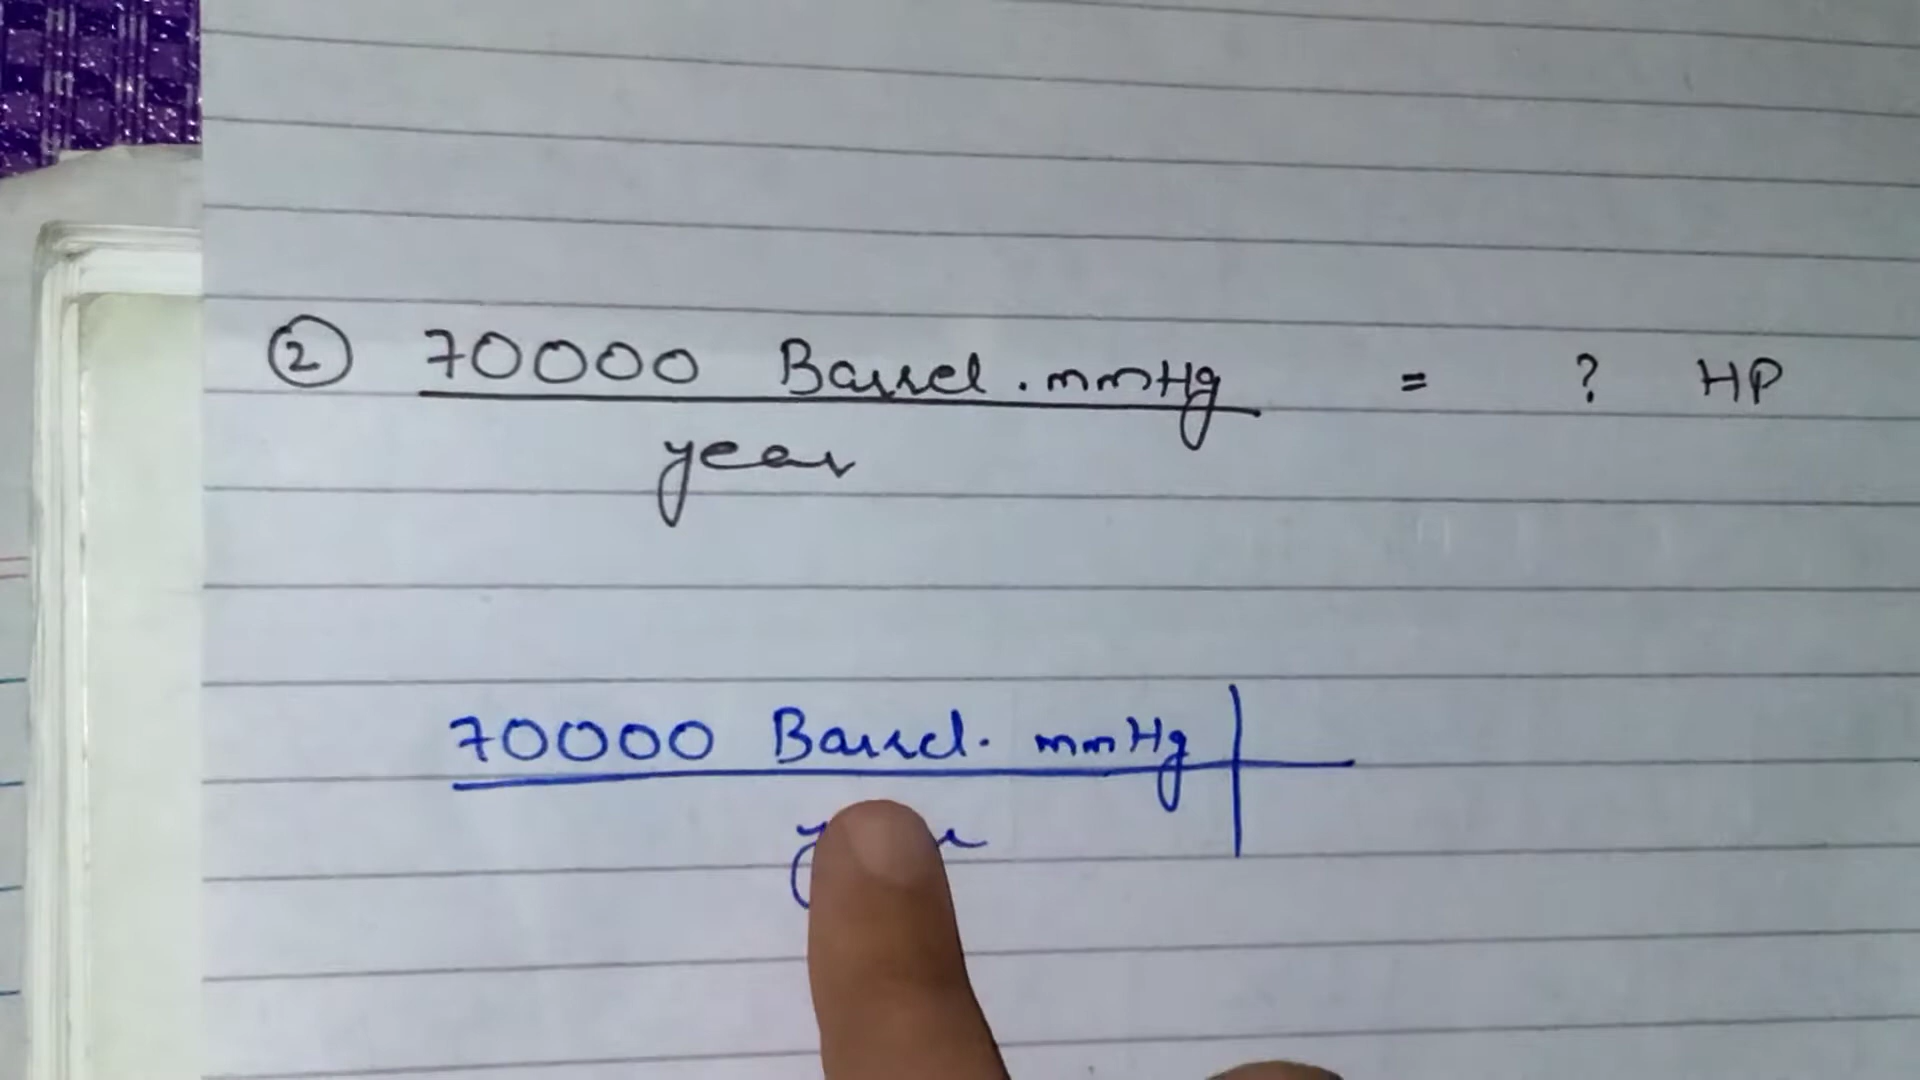 ② 70000 Barrel . mmHg = ? HP
year
70000 Barrel . mmHg